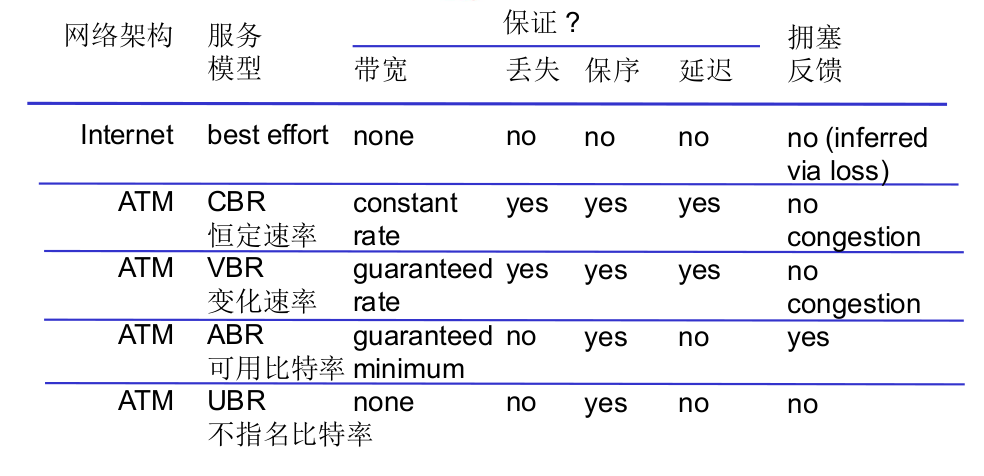 网络架构 服务模型 保证？ 拥塞反馈
带宽 丢失 保序 延迟
Internet best effort none no no no no (inferred via loss)
ATM CBR 恒定速率 constant rate yes yes yes no congestion
ATM VBR 变化速率 guaranteed rate yes yes yes no congestion
ATM ABR 可用比特率 guaranteed minimum no yes no yes
ATM UBR 不指名比特率 none no yes no no